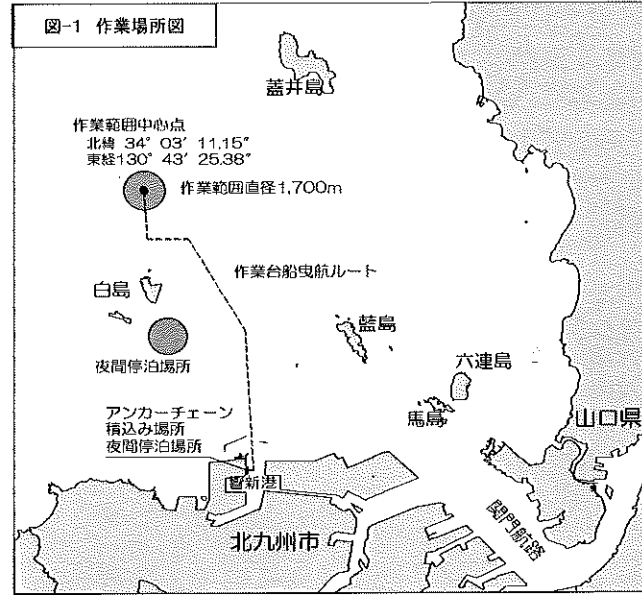 図-1 作業場所図
蓋井島
作業範囲中心点
北緯 34° 03′ 11.15″
東経130° 43′ 25.38″
作業範囲直径1,700m
作業台船曳航ルート
白島
藍島
夜間停泊場所
六連島
馬島
アンカーチェーン
積込み場所
夜間停泊場所
山口県
新港
関門航路
北九州市